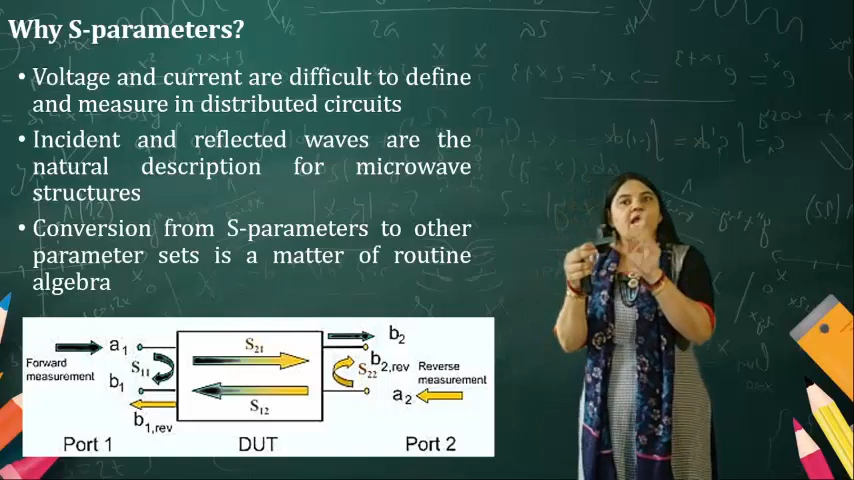 Why S-parameters?
• Voltage and current are difficult to define
and measure in distributed circuits
• Incident and reflected waves are the
natural description for microwave
structures
• Conversion from S-parameters to other
parameter sets is a matter of routine
algebra
a1 S21 b2
Forward
measurement
S11 b2,rev
S22 Reverse
measurement
b1 S12 a2
b1,rev
Port 1 DUT Port 2